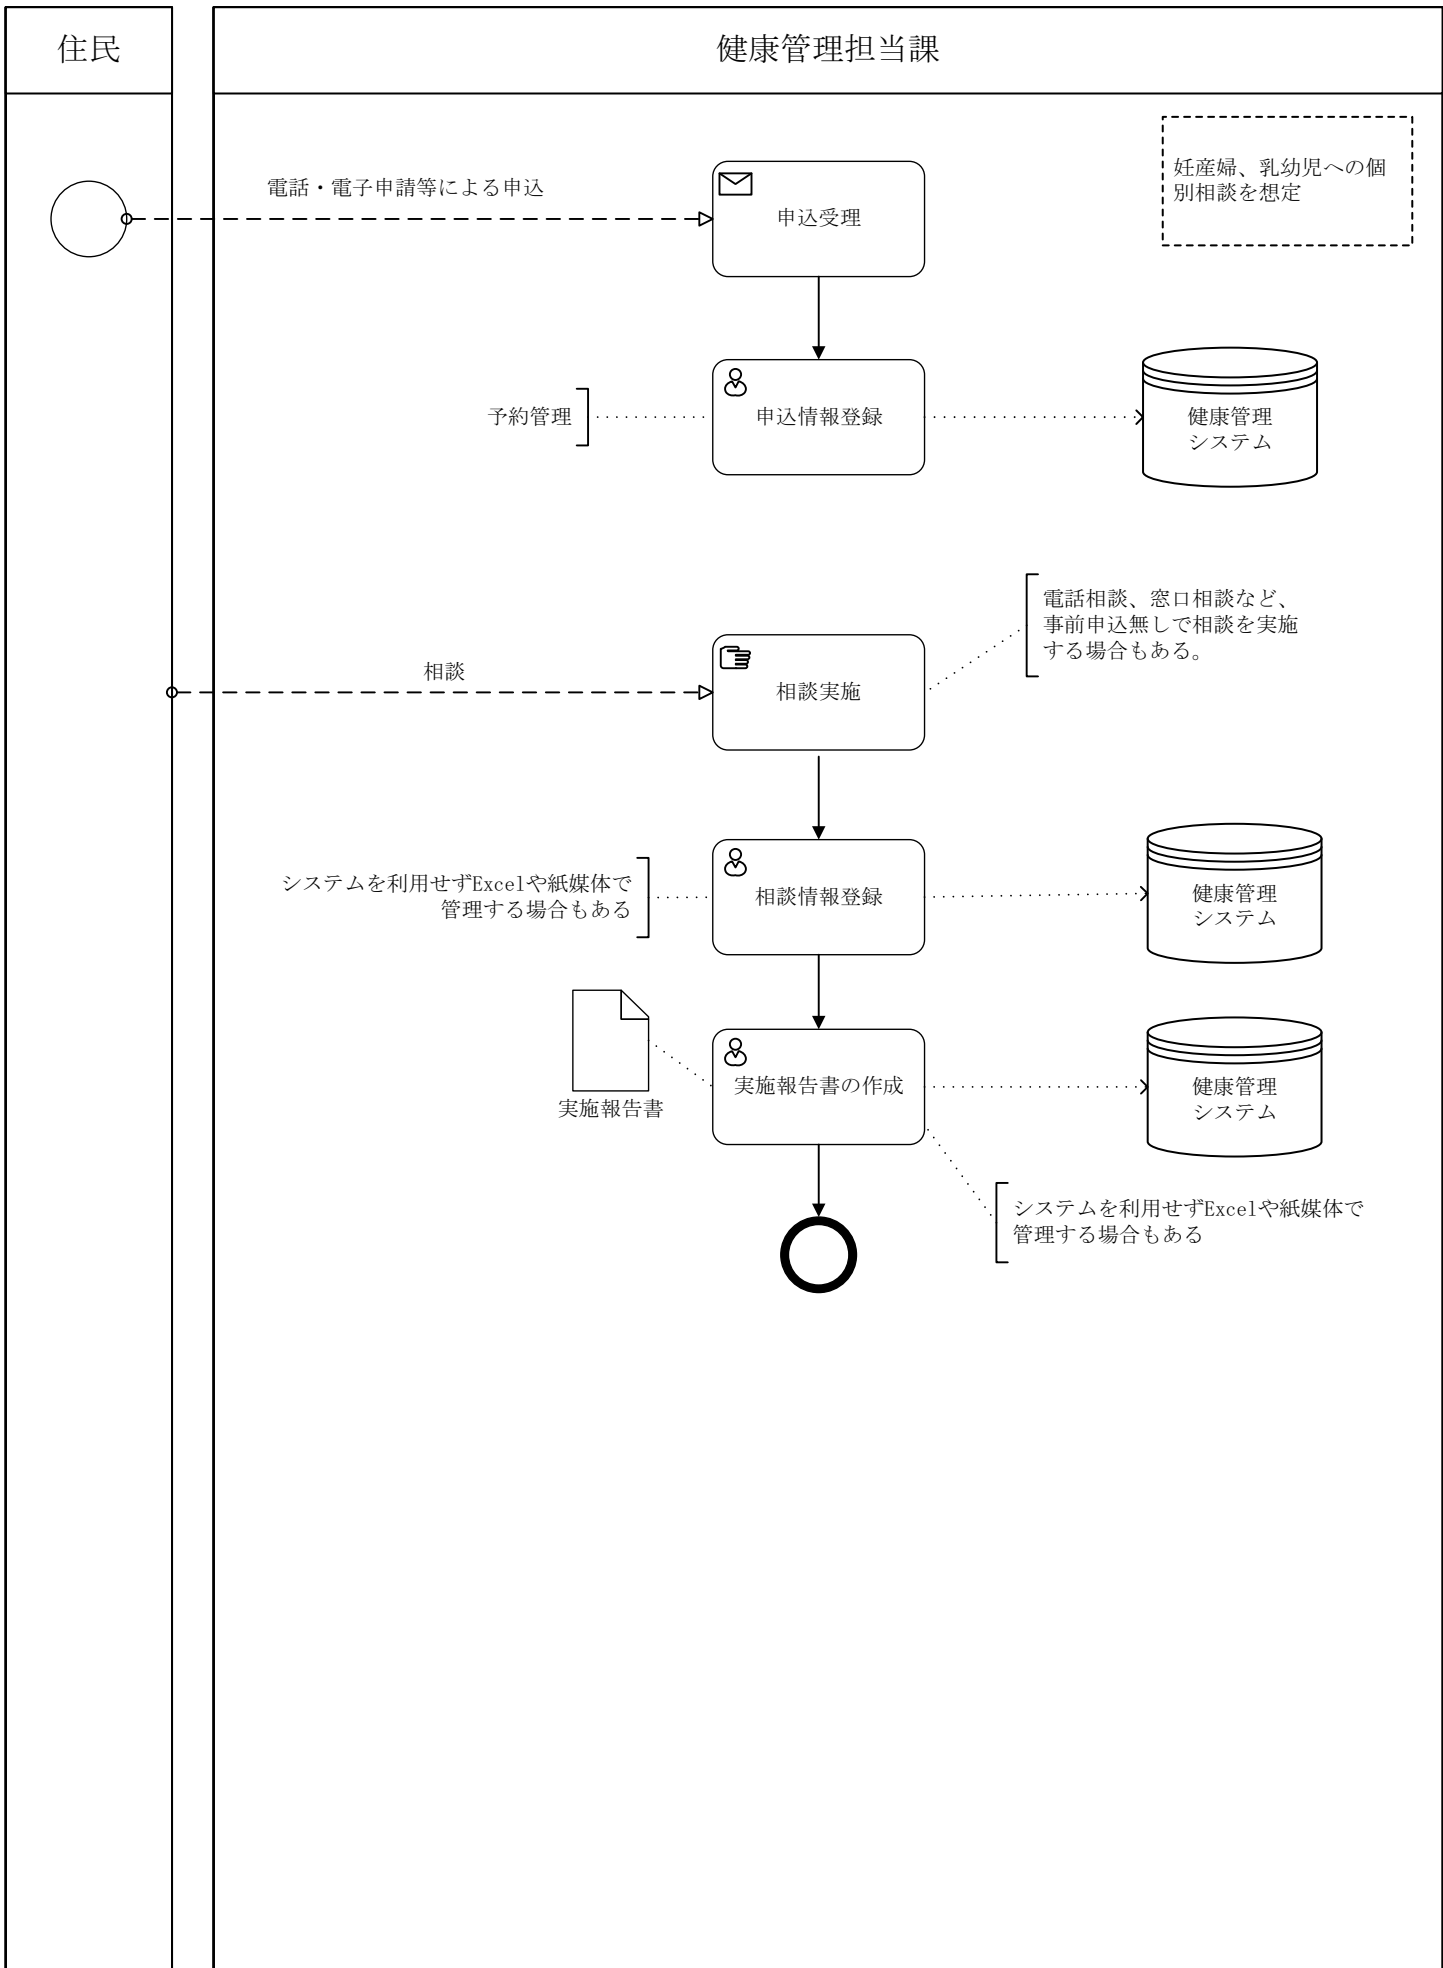 住民
健康管理担当課
妊産婦、乳幼児への個
別相談を想定
電話・電子申請等による申込
申込受理
予約管理
申込情報登録
健康管理
システム
電話相談、窓口相談など、
事前申込無しで相談を実施
する場合もある。
相談
相談実施
システムを利用せずExcelや紙媒体で
管理する場合もある
相談情報登録
健康管理
システム
実施報告書
実施報告書の作成
健康管理
システム
システムを利用せずExcelや紙媒体で
管理する場合もある